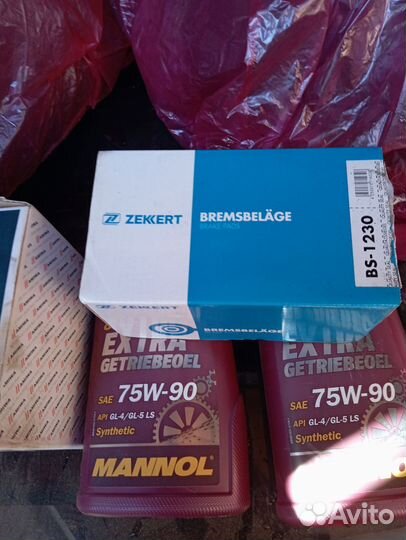 ZEKKERT
BREMSBELÄGE
BRAKE PADS
BS-1230
BREMSBELÄGE
EXTRA
GETRIEBEOEL
SAE 75W-90
API GL-4/GL-5 LS
Synthetic
MANNOL
EXTRA
GETRIEBEOEL
SAE 75W-90
API GL-4/GL-5 LS
Synthetic
MANNOL
Avito